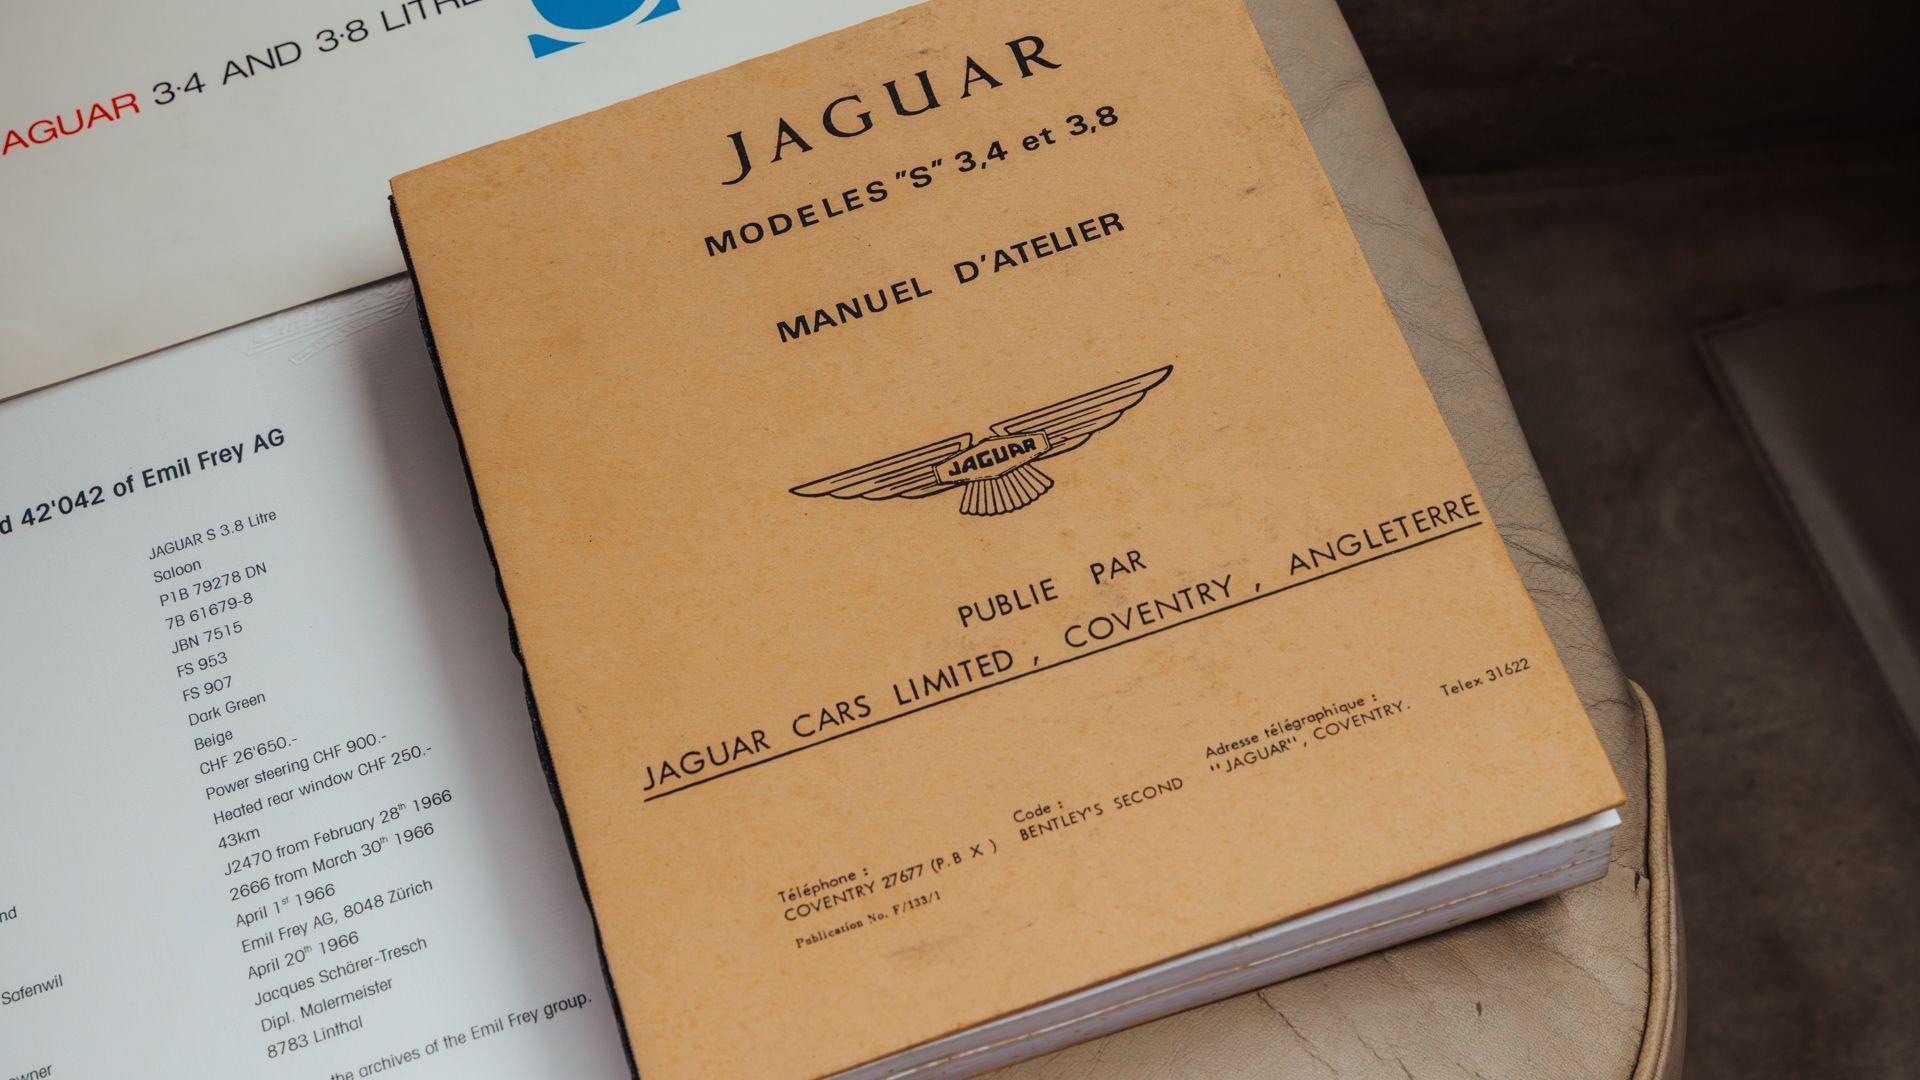 JAGUAR 3·4 AND 3·8
JAGUAR
MODELES "S" 3,4 et 3,8
MANUEL D'ATELIER
JAGUAR
PUBLIE PAR
JAGUAR CARS LIMITED , COVENTRY , ANGLETERRE
Téléphone :
COVENTRY 27677 (P.B X )
Code :
BENTLEY'S SECOND
Adresse télégraphique :
"JAGUAR" , COVENTRY.
Telex 31622
Publication No. F/133/1
42'042 of Emil Frey AG
JAGUAR S 3.8 Litre
Saloon
P1B 79278 DN
7B 61679-8
JBN 7515
FS 953
FS 907
Dark Green
Beige
CHF 26'650.-
Power steering CHF 900.-
Heated rear window CHF 250.-
43km
J2470 from February 28th 1966
2666 from March 30th 1966
April 1st 1966
Emil Frey AG, 8048 Zürich
April 20th 1966
Jacques Schärer-Tresch
Dipl. Malermeister
8783 Linthal
Safenwil
the archives of the Emil Frey group.